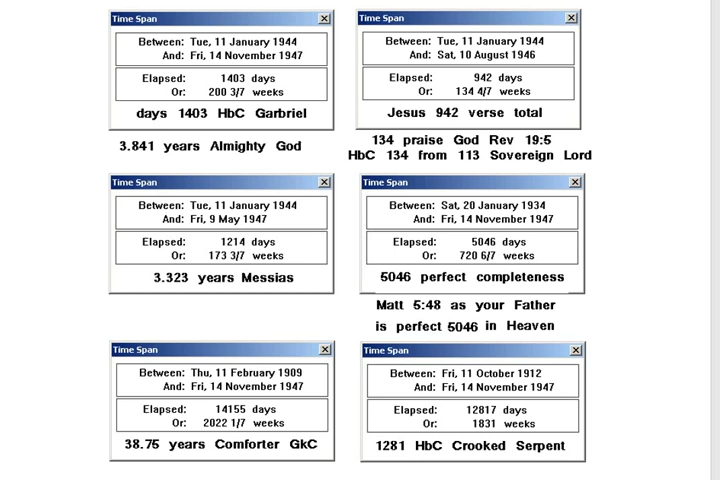 Time Span
Between: Tue, 11 January 1944
And: Fri, 14 November 1947
Elapsed: 1403 days
Or: 200 3/7 weeks
days 1403 HbC Garbriel
3.841 years Almighty God
Time Span
Between: Tue, 11 January 1944
And: Sat, 10 August 1946
Elapsed: 942 days
Or: 134 4/7 weeks
Jesus 942 verse total
134 praise God Rev 19:5
HbC 134 from 113 Sovereign Lord
Time Span
Between: Tue, 11 January 1944
And: Fri, 9 May 1947
Elapsed: 1214 days
Or: 173 3/7 weeks
3.323 years Messias
Time Span
Between: Sat, 20 January 1934
And: Fri, 14 November 1947
Elapsed: 5046 days
Or: 720 6/7 weeks
5046 perfect completeness
Matt 5:48 as your Father
is perfect 5046 in Heaven
Time Span
Between: Thu, 11 February 1909
And: Fri, 14 November 1947
Elapsed: 14155 days
Or: 2022 1/7 weeks
38.75 years Comforter GkC
Time Span
Between: Fri, 11 October 1912
And: Fri, 14 November 1947
Elapsed: 12817 days
Or: 1831 weeks
1281 HbC Crooked Serpent